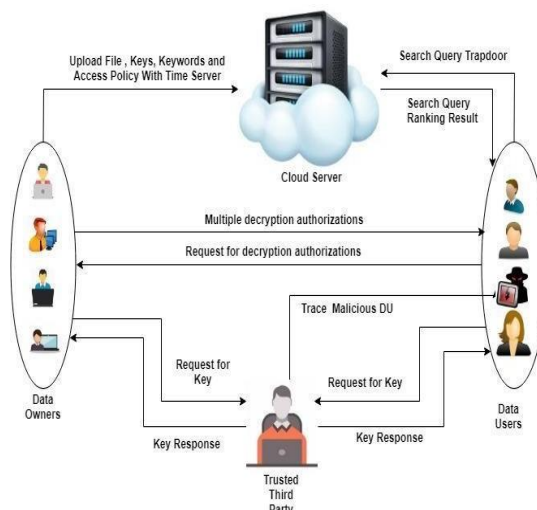 Upload File , Keys, Keywords and
Access Policy With Time Server
Search Query Trapdoor
Search Query
Ranking Result
Cloud Server
Multiple decryption authorizations
Request for decryption authorizations
Trace Malicious DU
Request for
Key
Request for Key
Data
Owners
Data
Users
Key Response
Key Response
Trusted
Third
Party